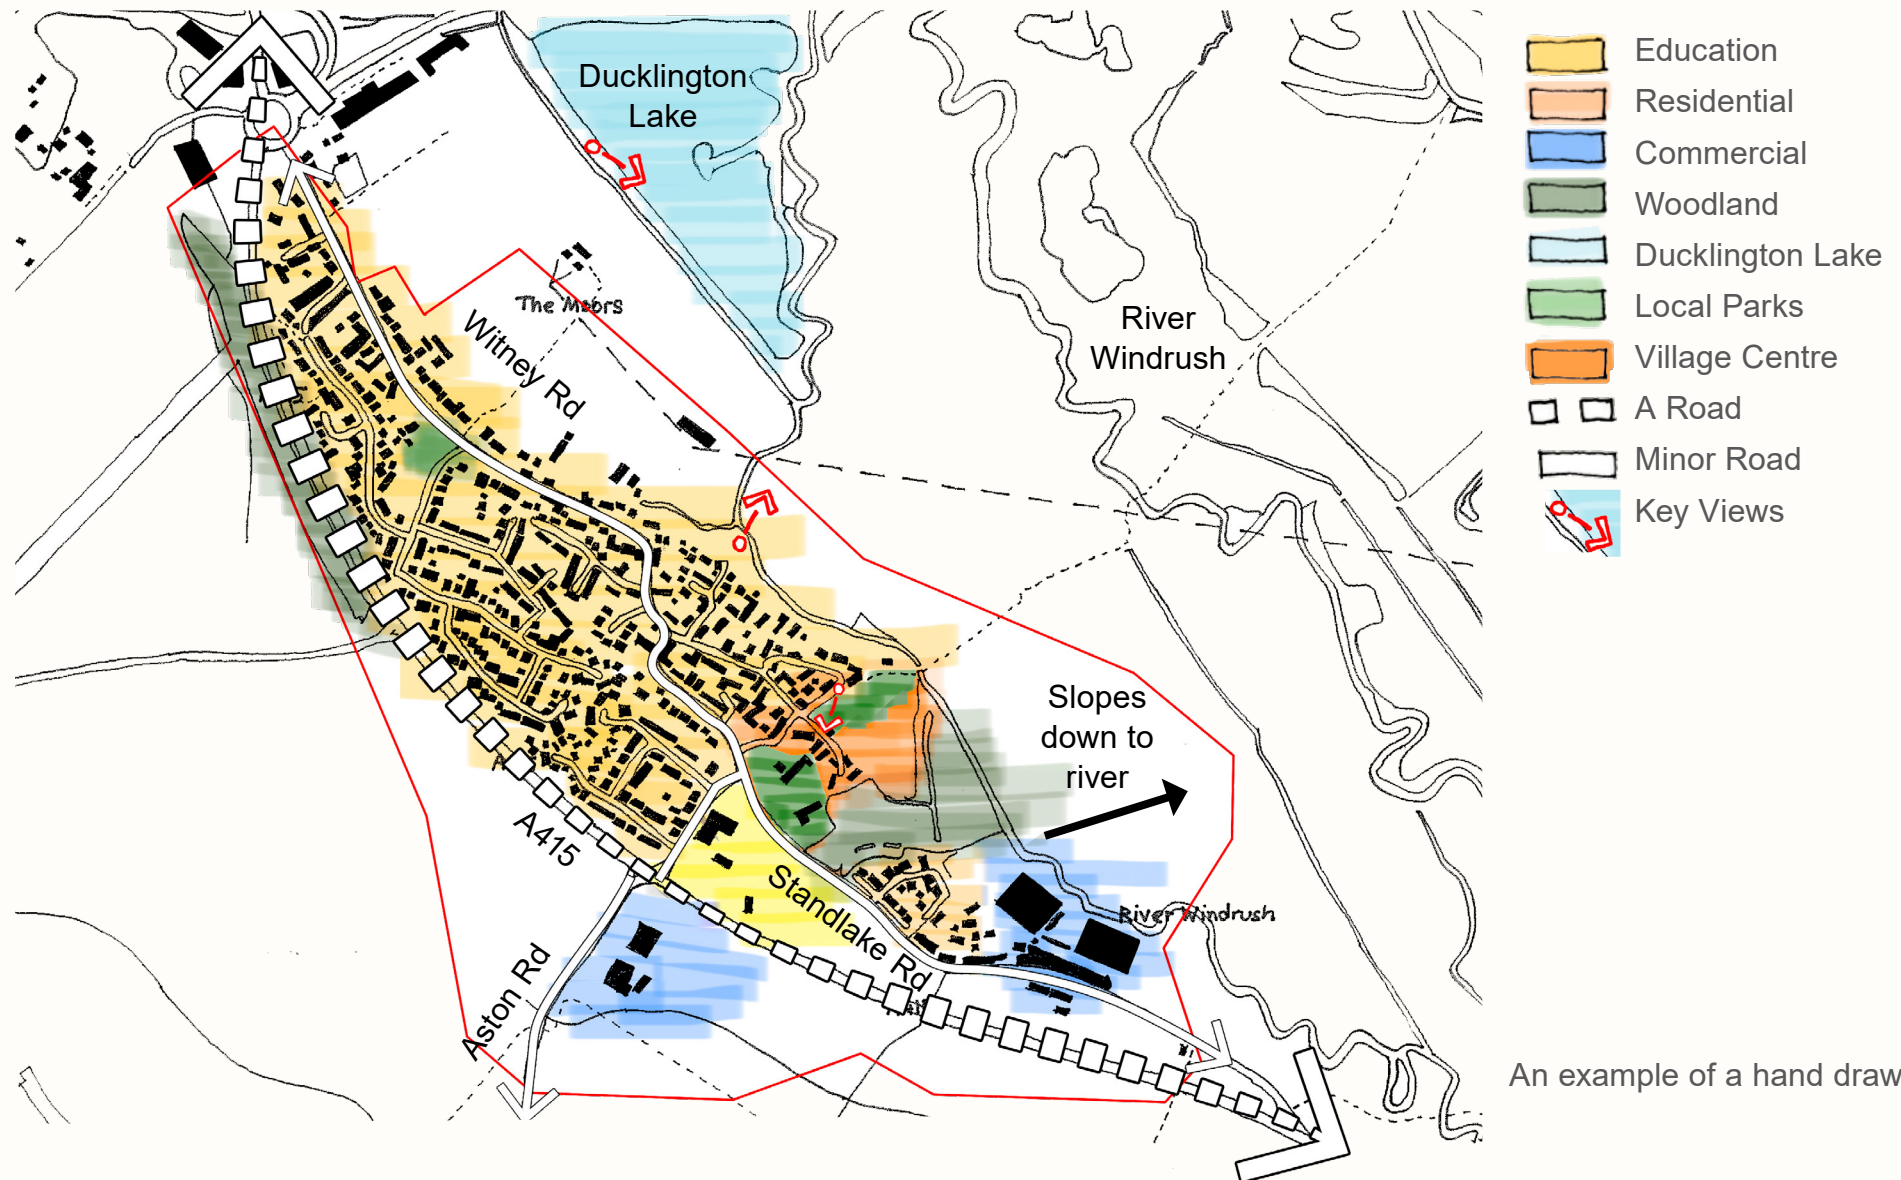 Ducklington
Lake
The Moors
Witney Rd
River
Windrush
Slopes
down to
river
A415
Standlake Rd
River Windrush
Aston Rd
Education
Residential
Commercial
Woodland
Ducklington Lake
Local Parks
Village Centre
A Road
Minor Road
Key Views
An example of a hand draw